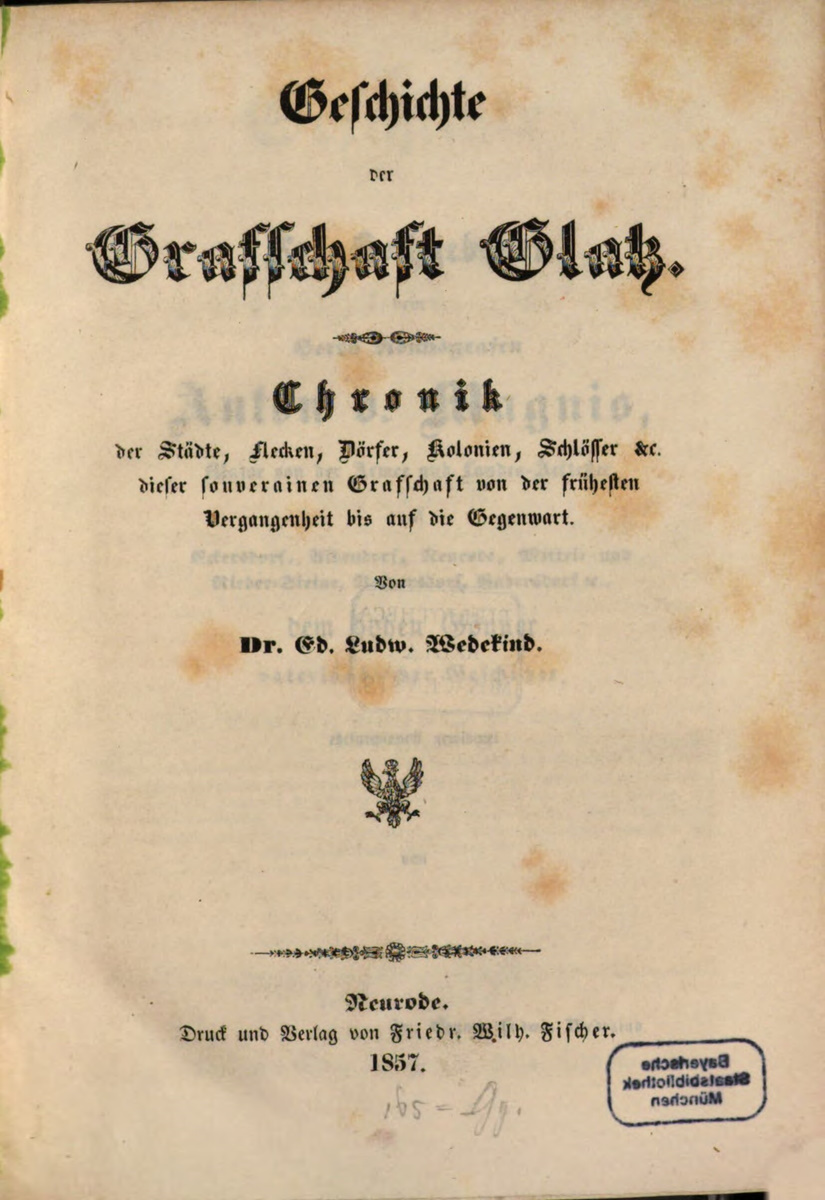 Geschichte
der
Grafschaft Glatz.
Chronik
der Städte, Flecken, Dörfer, Kolonien, Schlösser &c.
dieser souverainen Grafschaft von der frühesten
Vergangenheit bis auf die Gegenwart.
Von
Dr. Ed. Ludw. Wedekind.
Neurode.
Druck und Verlag von Friedr. Wilh. Fischer.
1857.
Bayerische
Staatsbibliothek
München